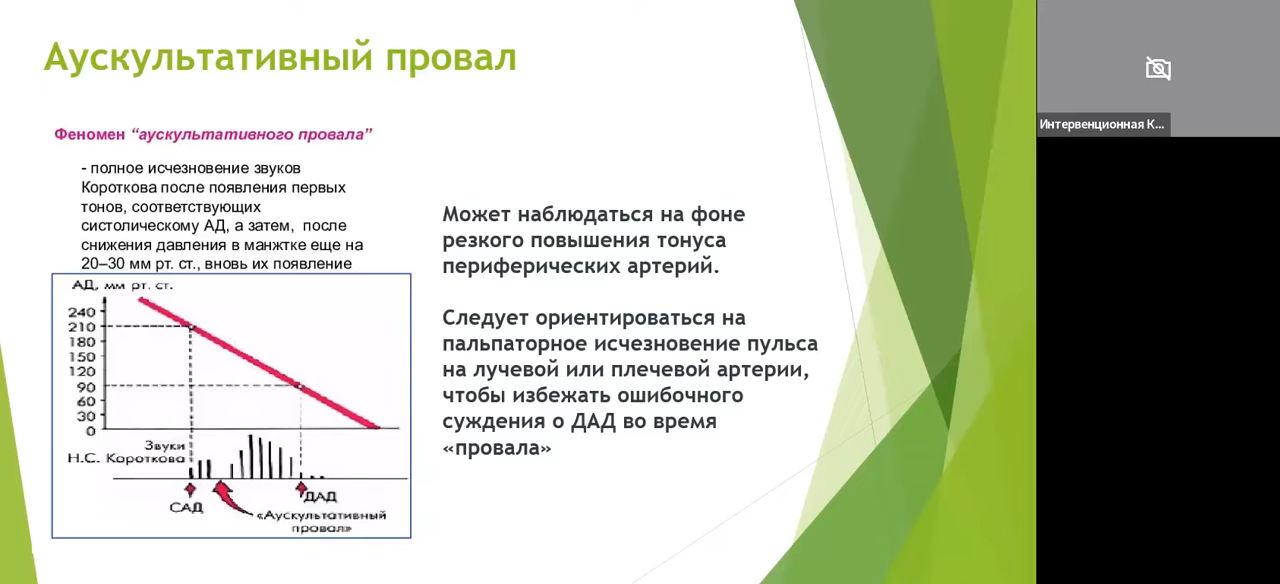 Аускультативный провал
Феномен “аускультативного провала”
- полное исчезновение звуков
Короткова после появления первых
тонов, соответствующих
систолическому АД, а затем, после
снижения давления в манжтке еще на
20–30 мм рт. ст., вновь их появление
АД, мм рт. ст.
240
210
180
150
120
90
60
30
0
Звуки
Н.С. Короткова
САД
ДАД
«Аускультативный
провал»
Может наблюдаться на фоне
резкого повышения тонуса
периферических артерий.
Следует ориентироваться на
пальпаторное исчезновение пульса
на лучевой или плечевой артерии,
чтобы избежать ошибочного
суждения о ДАД во время
«провала»
Интервенционная К...